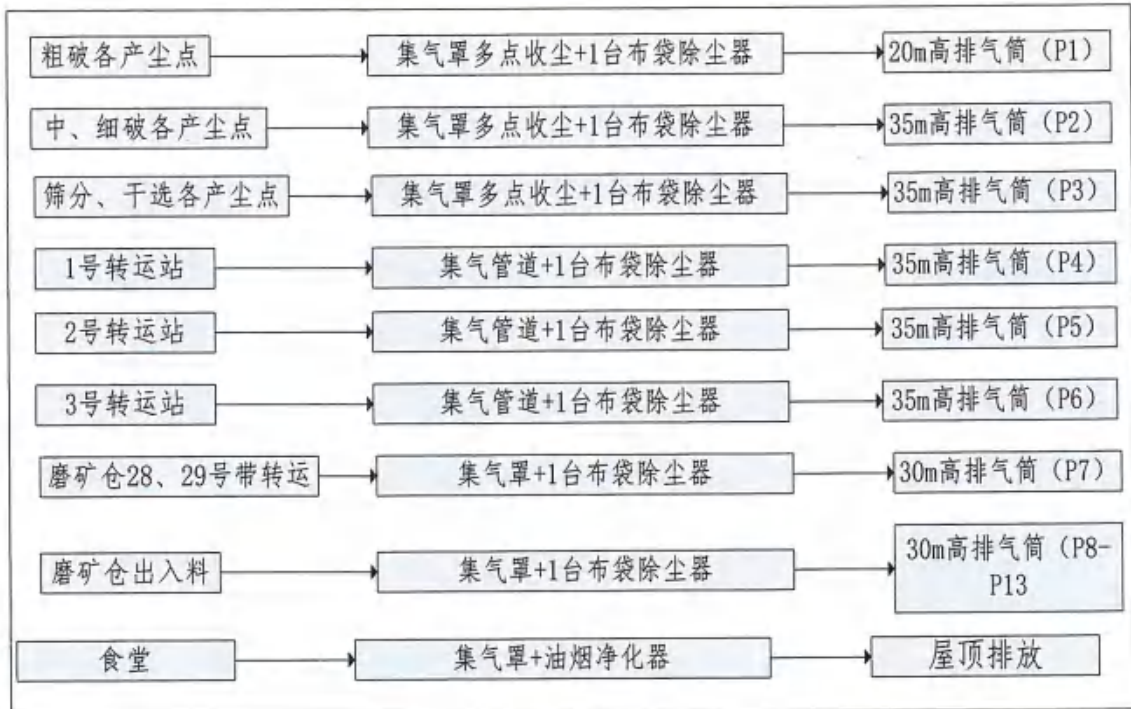 粗破各产尘点 集气罩多点收尘+1台布袋除尘器 20m高排气筒（P1）
中、细破各产尘点 集气罩多点收尘+1台布袋除尘器 35m高排气筒（P2）
筛分、干选各产尘点 集气罩多点收尘+1台布袋除尘器 35m高排气筒（P3）
1号转运站 集气管道+1台布袋除尘器 35m高排气筒（P4）
2号转运站 集气管道+1台布袋除尘器 35m高排气筒（P5）
3号转运站 集气管道+1台布袋除尘器 35m高排气筒（P6）
磨矿仓28、29号带转运 集气罩+1台布袋除尘器 30m高排气筒（P7）
磨矿仓出入料 集气罩+1台布袋除尘器 30m高排气筒（P8-
P13
食堂 集气罩+油烟净化器 屋顶排放